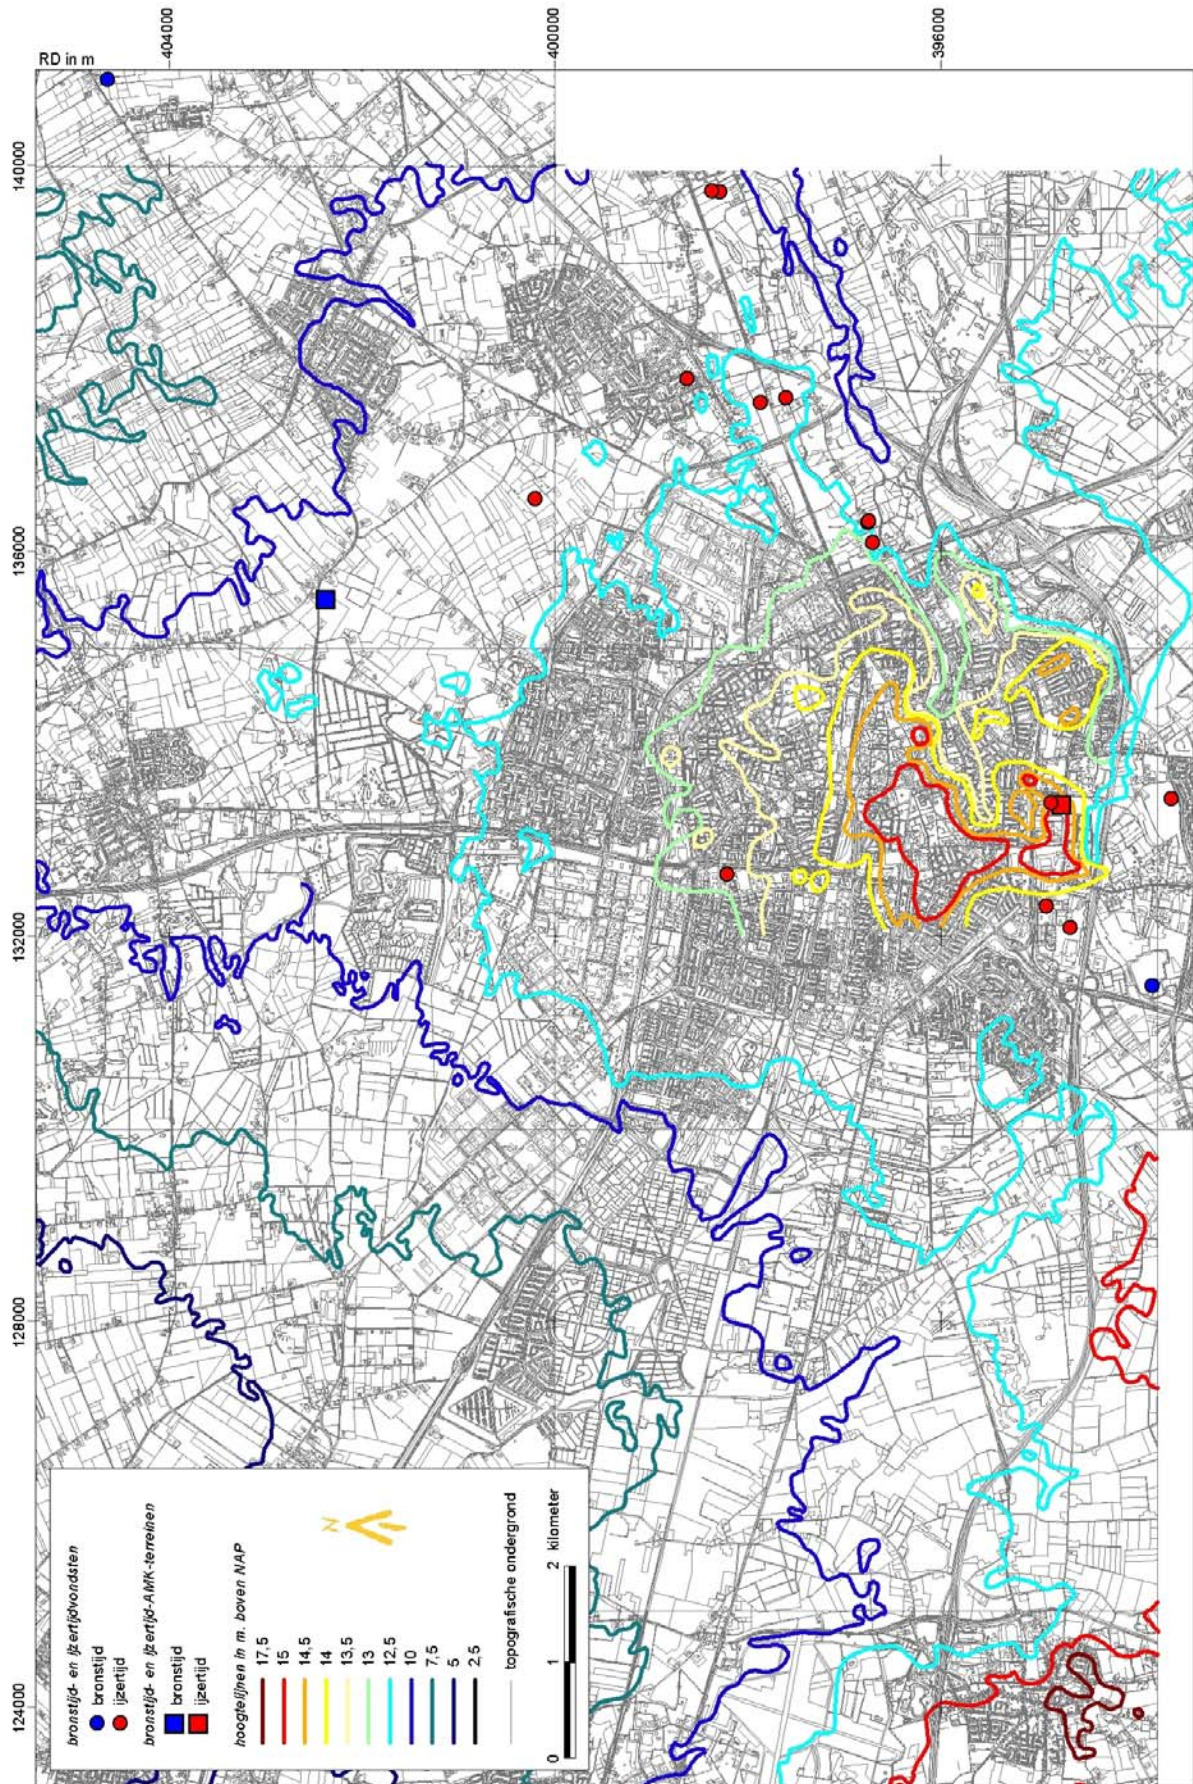 RD in m
404000
400000
396000
140000
136000
132000
128000
124000
bronstijd- en ijzertijdvondsten
bronstijd
ijzertijd
bronstijd- en ijzertijd-AMK-terreinen
bronstijd
ijzertijd
hoogtelijnen in m. boven NAP
17,5
15
14,5
14
13,5
13
12,5
10
7,5
5
2,5
topografische ondergrond
0 1 2 kilometer
N